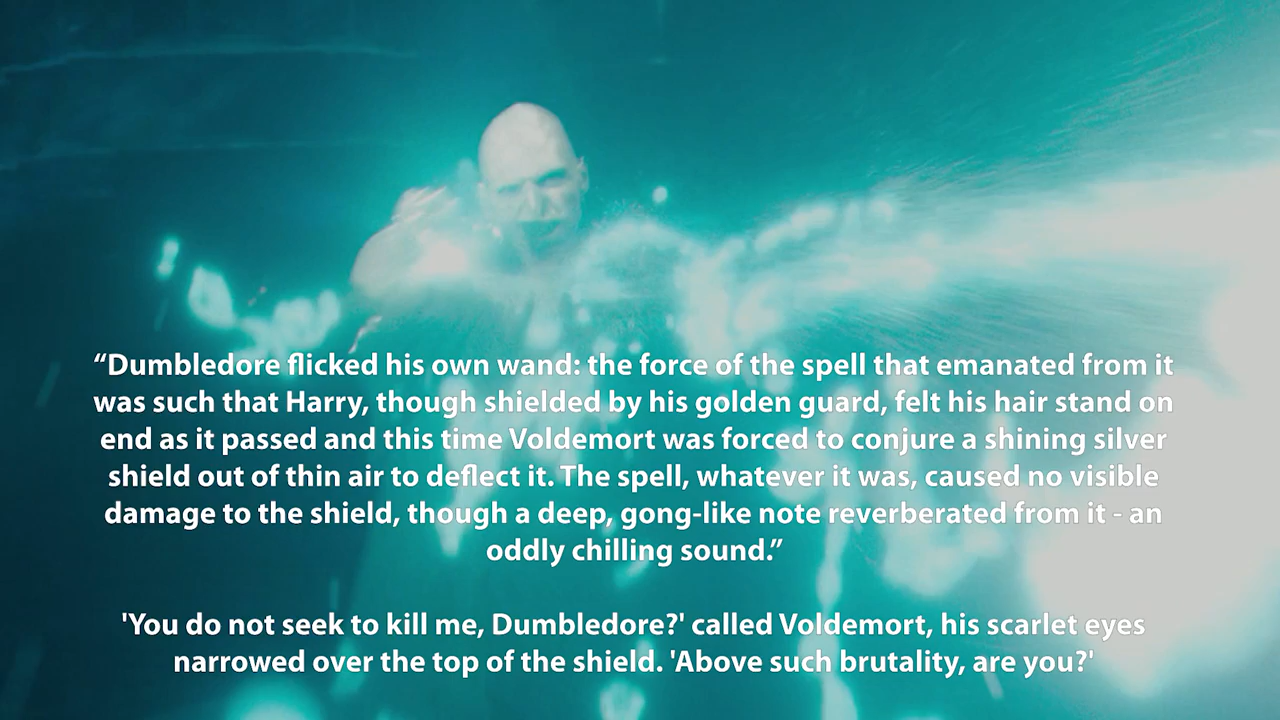 “Dumbledore flicked his own wand: the force of the spell that emanated from it
was such that Harry, though shielded by his golden guard, felt his hair stand on
end as it passed and this time Voldemort was forced to conjure a shining silver
shield out of thin air to deflect it. The spell, whatever it was, caused no visible
damage to the shield, though a deep, gong-like note reverberated from it - an
oddly chilling sound.”
'You do not seek to kill me, Dumbledore?' called Voldemort, his scarlet eyes
narrowed over the top of the shield. 'Above such brutality, are you?'